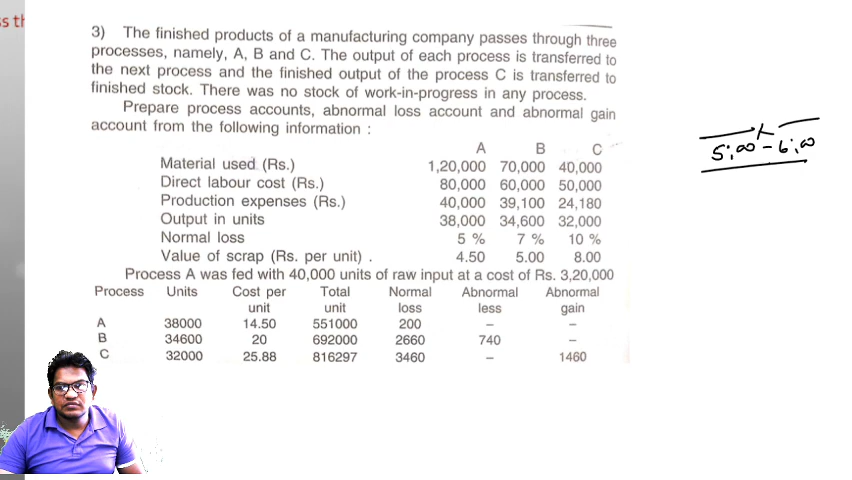 ss th
3) The finished products of a manufacturing company passes through three
processes, namely, A, B and C. The output of each process is transferred to
the next process and the finished output of the process C is transferred to
finished stock. There was no stock of work-in-progress in any process.
Prepare process accounts, abnormal loss account and abnormal gain
account from the following information :
A B C
Material used (Rs.) 1,20,000 70,000 40,000
Direct labour cost (Rs.) 80,000 60,000 50,000
Production expenses (Rs.) 40,000 39,100 24,180
Output in units 38,000 34,600 32,000
Normal loss 5 % 7 % 10 %
Value of scrap (Rs. per unit) . 4.50 5.00 8.00
Process A was fed with 40,000 units of raw input at a cost of Rs. 3,20,000
Process Units Cost per Total Normal Abnormal Abnormal
unit unit loss less gain
A 38000 14.50 551000 200 – –
B 34600 20 692000 2660 740 –
C 32000 25.88 816297 3460 – 1460
5:00 - 6:00